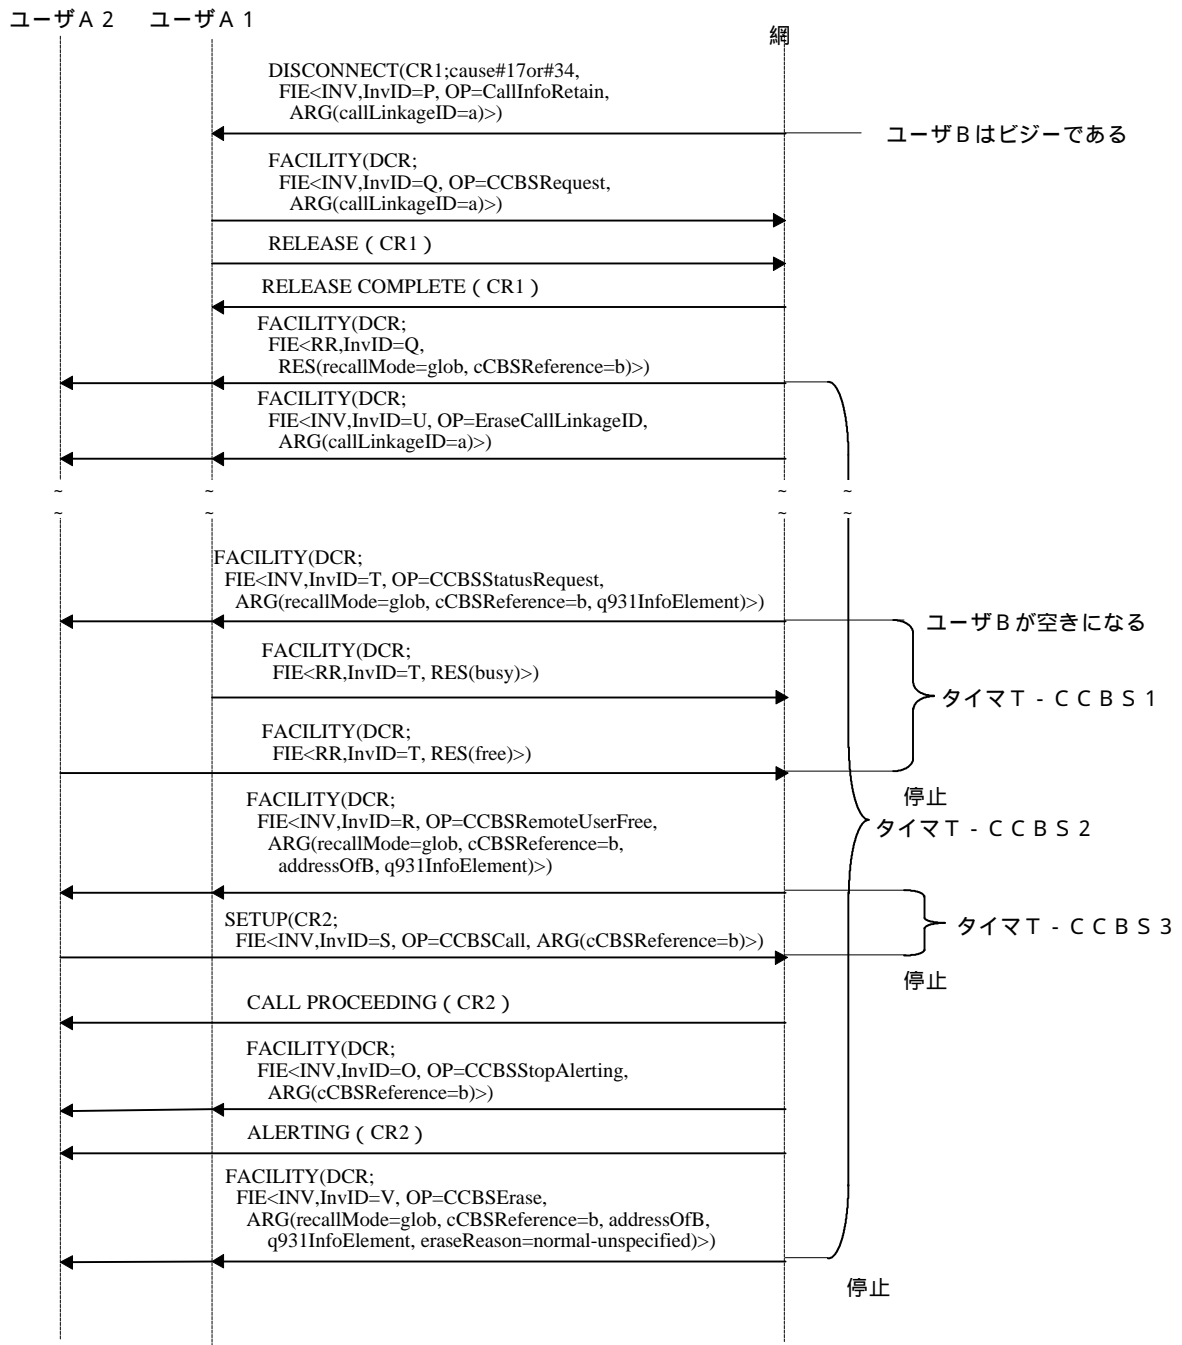 ユーザA 2　ユーザA 1
網
DISCONNECT(CR1;cause#17or#34,
FIE<INV,InvID=P, OP=CallInfoRetain,
ARG(callLinkageID=a)>)
ユーザBはビジーである
FACILITY(DCR;
FIE<INV,InvID=Q, OP=CCBSRequest,
ARG(callLinkageID=a)>)
RELEASE ( CR1 )
RELEASE COMPLETE ( CR1 )
FACILITY(DCR;
FIE<RR,InvID=Q,
RES(recallMode=glob, cCBSReference=b)>)
FACILITY(DCR;
FIE<INV,InvID=U, OP=EraseCallLinkageID,
ARG(callLinkageID=a)>)
~ ~ ~ ~
~ ~ ~ ~
FACILITY(DCR;
FIE<INV,InvID=T, OP=CCBSStatusRequest,
ARG(recallMode=glob, cCBSReference=b, q931InfoElement)>)
ユーザBが空きになる
FACILITY(DCR;
FIE<RR,InvID=T, RES(busy)>)
タイマT - C C B S 1
FACILITY(DCR;
FIE<RR,InvID=T, RES(free)>)
停止
FACILITY(DCR;
FIE<INV,InvID=R, OP=CCBSRemoteUserFree,
ARG(recallMode=glob, cCBSReference=b,
addressOfB, q931InfoElement)>)
タイマT - C C B S 2
SETUP(CR2;
FIE<INV,InvID=S, OP=CCBSCall, ARG(cCBSReference=b)>)
タイマT - C C B S 3
停止
CALL PROCEEDING ( CR2 )
FACILITY(DCR;
FIE<INV,InvID=O, OP=CCBSStopAlerting,
ARG(cCBSReference=b)>)
ALERTING ( CR2 )
FACILITY(DCR;
FIE<INV,InvID=V, OP=CCBSErase,
ARG(recallMode=glob, cCBSReference=b, addressOfB,
q931InfoElement, eraseReason=normal-unspecified)>)
停止